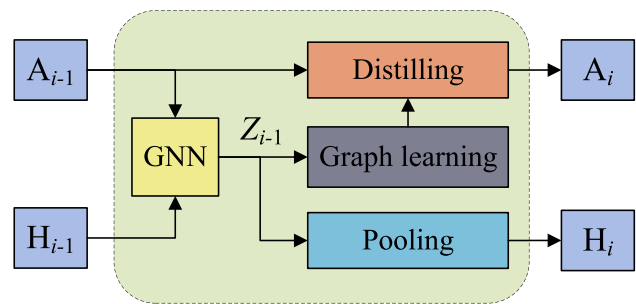 A_{i-1}
Distilling
A_i
Z_{i-1}
GNN
Graph learning
H_{i-1}
Pooling
H_i